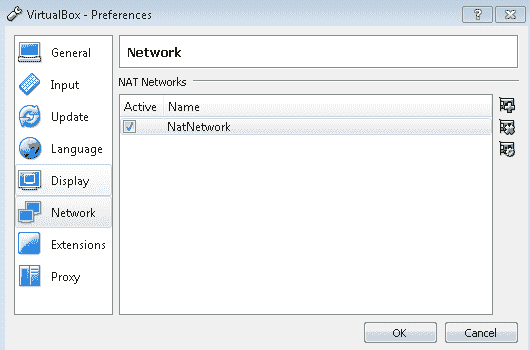 VirtualBox - Preferences
General
Input
Update
Language
Display
Network
Extensions
Proxy
Network
NAT Networks
Active Name
NatNetwork
OK Cancel